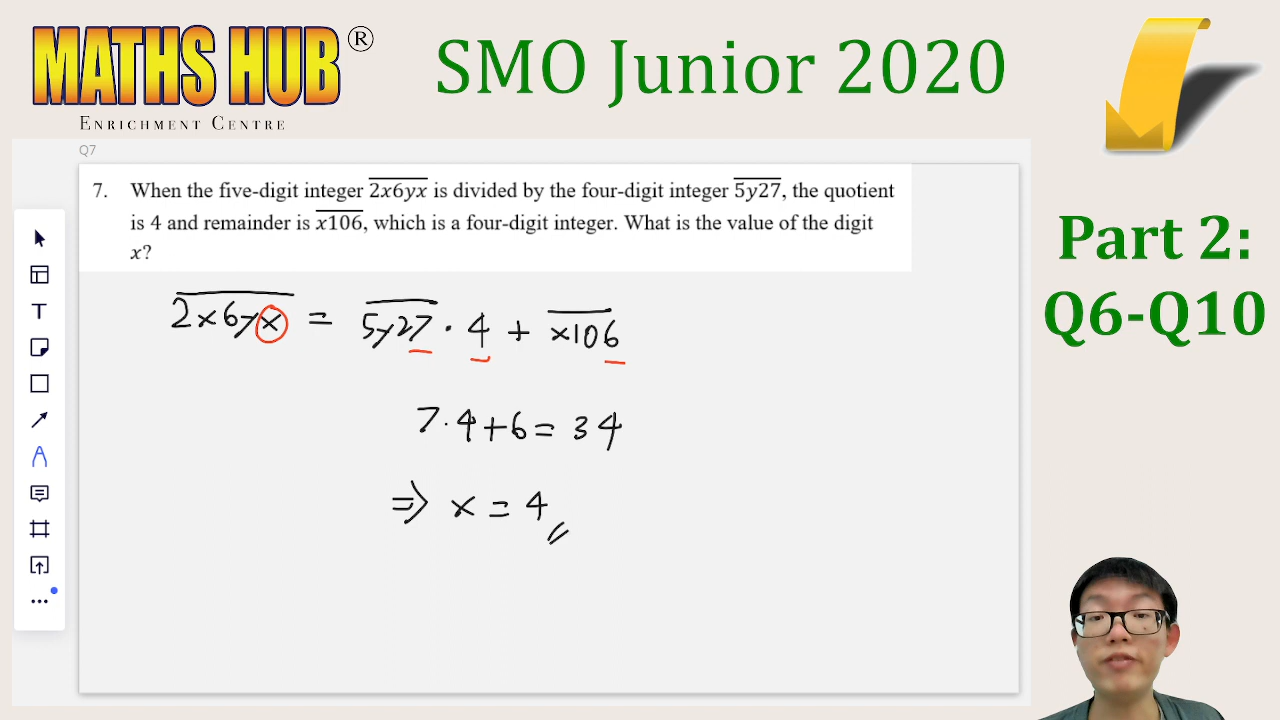 MATHS HUB®
ENRICHMENT CENTRE
SMO Junior 2020
Part 2:
Q6-Q10
Q7
7. When the five-digit integer 2x6yx is divided by the four-digit integer 5y27, the quotient
is 4 and remainder is x106, which is a four-digit integer. What is the value of the digit
x?
2x6yx = 5y27 · 4 + x106
7·4+6=34
⇒ x = 4